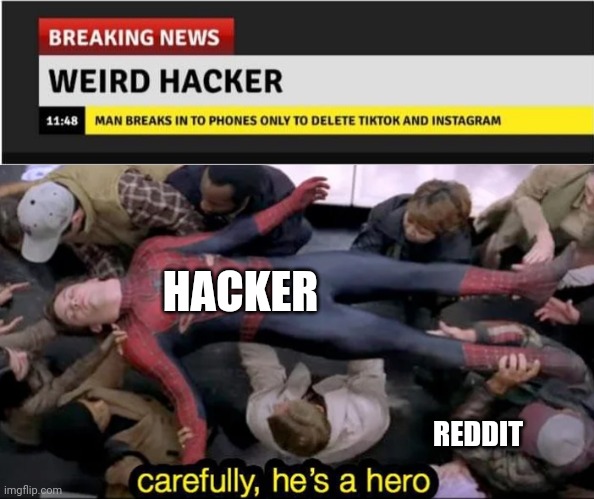 BREAKING NEWS
WEIRD HACKER
11:48 MAN BREAKS IN TO PHONES ONLY TO DELETE TIKTOK AND INSTAGRAM
HACKER
REDDIT
carefully, he's a hero
imgflip.com